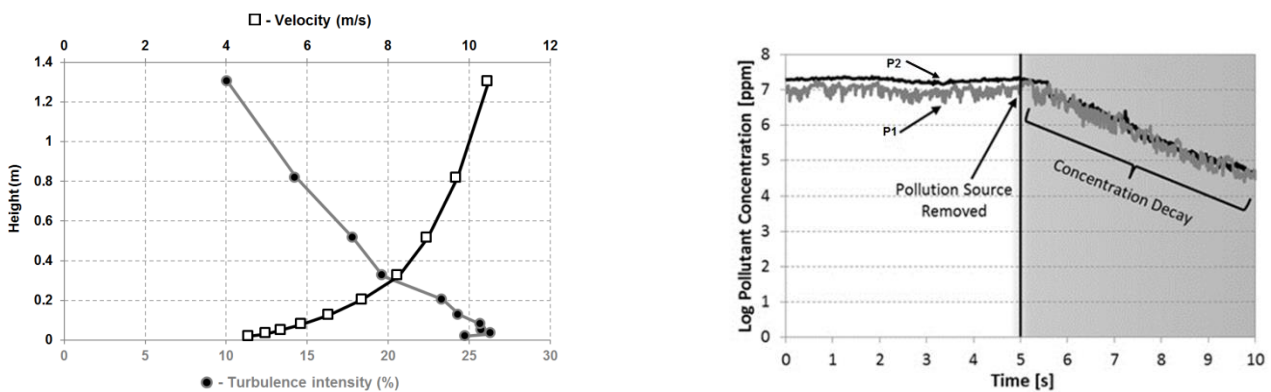 - Velocity (m/s)
0 2 4 6 8 10 12
Height (m)
1.4
1.2
1
0.8
0.6
0.4
0.2
0
0 5 10 15 20 25 30
- Turbulence intensity (%)
Log Pollutant Concentration [ppm]
8
7
6
5
4
3
2
1
0
P2
P1
Pollution Source
Removed
Concentration Decay
0 1 2 3 4 5 6 7 8 9 10
Time [s]